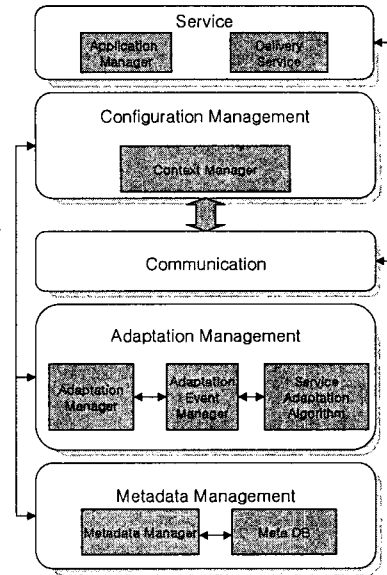 Service
Application
Manager
Delivery
Service
Configuration Management
Context Manager
Communication
Adaptation Management
Adaptation
Manager
Adaptation
Event
Manager
Service
Adaptation
Algorithm
Metadata Management
Metadata Manager
Meta DB